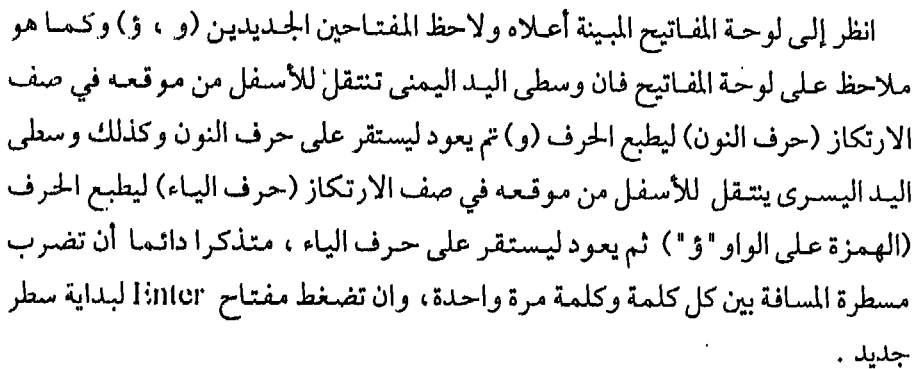 انظر إلى لوحة المفاتيح المبينة أعلاه ولاحظ المفتاحين الجديدين (و ، ؤ) وكما هو
ملاحظ على لوحة المفاتيح فان وسطى اليد اليمنى تنتقل للأسفل من موقعه في صف
الارتكاز (حرف النون) ليطبع الحرف (و) تم يعود ليستقر على حرف النون وكذلك وسطى
اليد اليسرى ينتقل للأسفل من موقعه في صف الارتكاز (حرف الياء) ليطبع الحرف
(الهمزة على الواو "ؤ") ثم يعود ليستقر على حرف الياء ، متذكرا دائما أن تضرب
مسطرة المسافة بين كل كلمة وكلمة مرة واحدة، وان تضغط مفتاح Enter لبداية سطر
جديد .